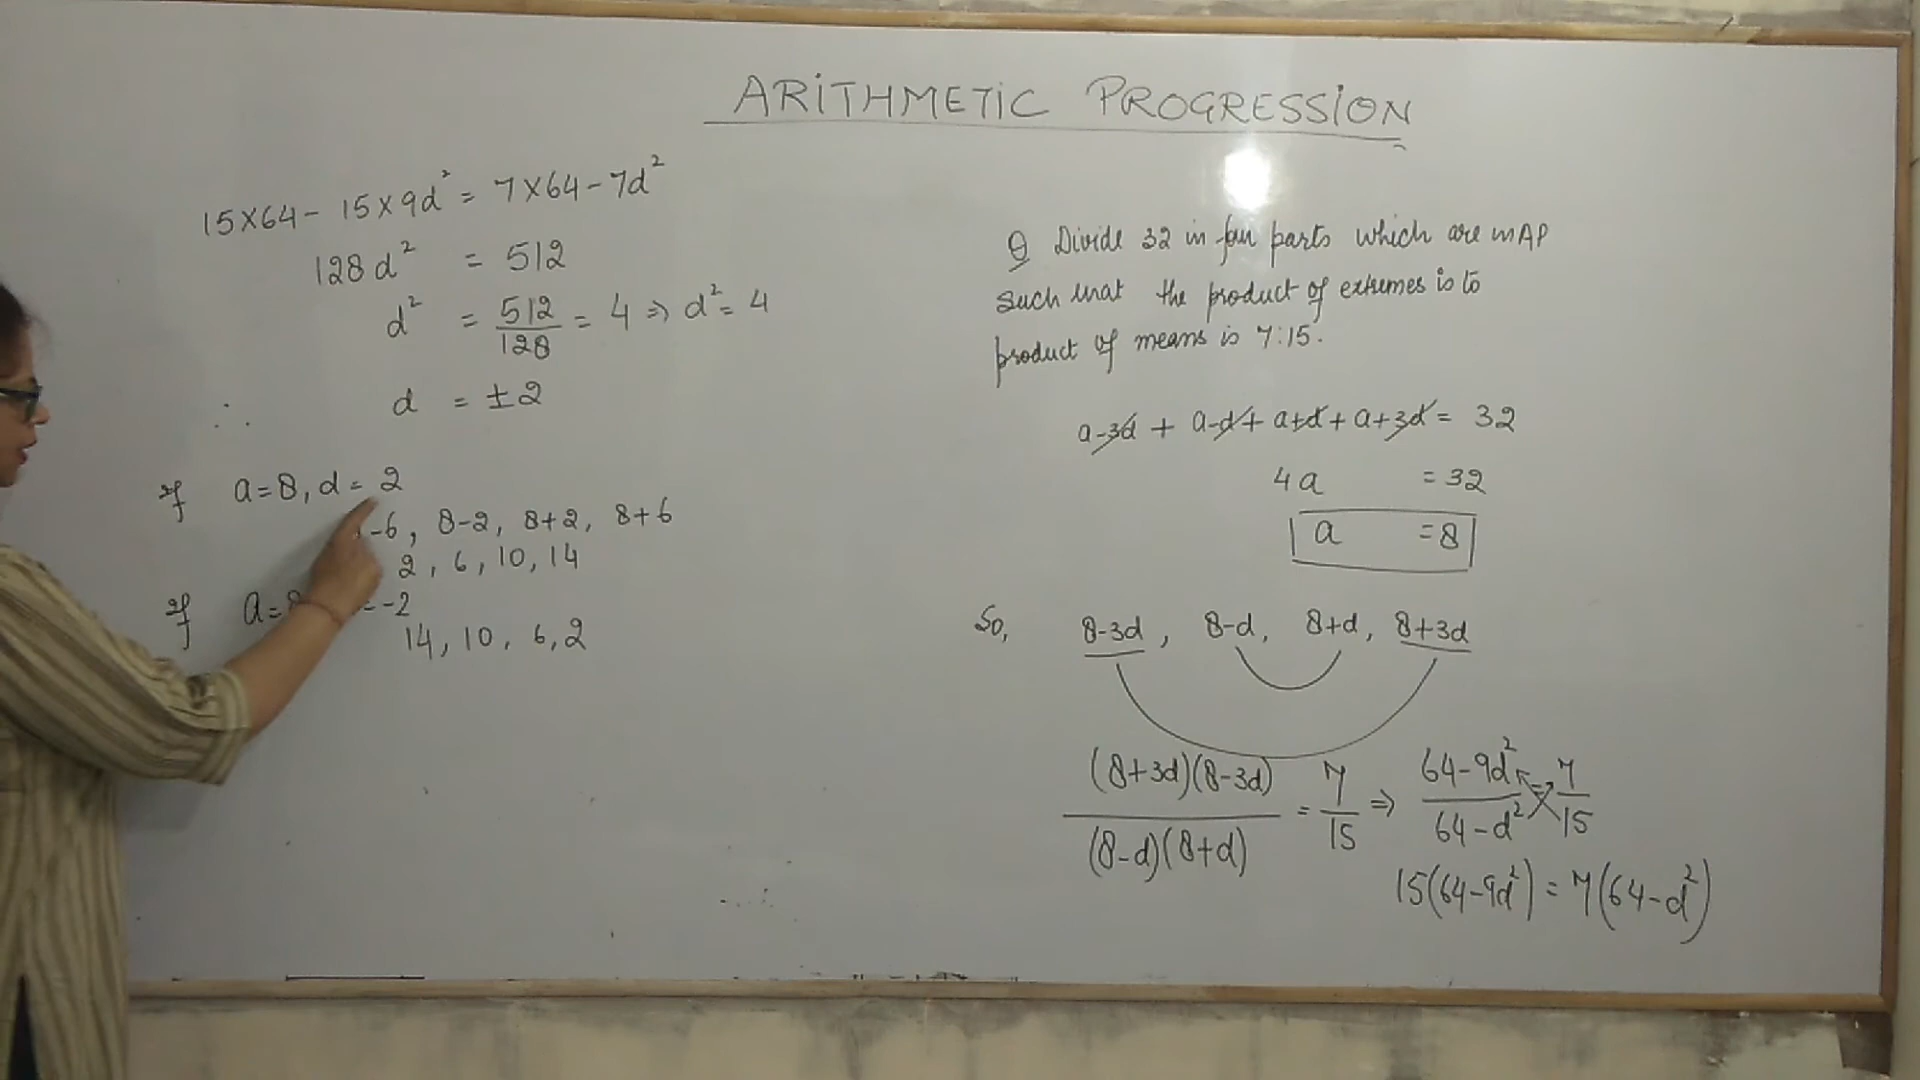 ARiTHMETiC PROGRESSION
Q Divide 32 in four parts which are in AP
such that the product of extremes is to
product of means is 7:15.
a-3d + a-d + a+d + a+3d = 32
4a = 32
a = 8
So, 8-3d, 8-d, 8+d, 8+3d
(8+3d)(8-3d)/(8-d)(8+d) = 7/15 ⇒ 64-9d²/64-d² = 7/15
15(64-9d²) = 7(64-d²)
15×64 - 15×9d² = 7×64 - 7d²
128d² = 512
d² = 512/128 = 4 ⇒ d² = 4
∴ d = ±2
If a=8, d = 2
-6, 8-2, 8+2, 8+6
2, 6, 10, 14
If a=8 = -2
14, 10, 6, 2